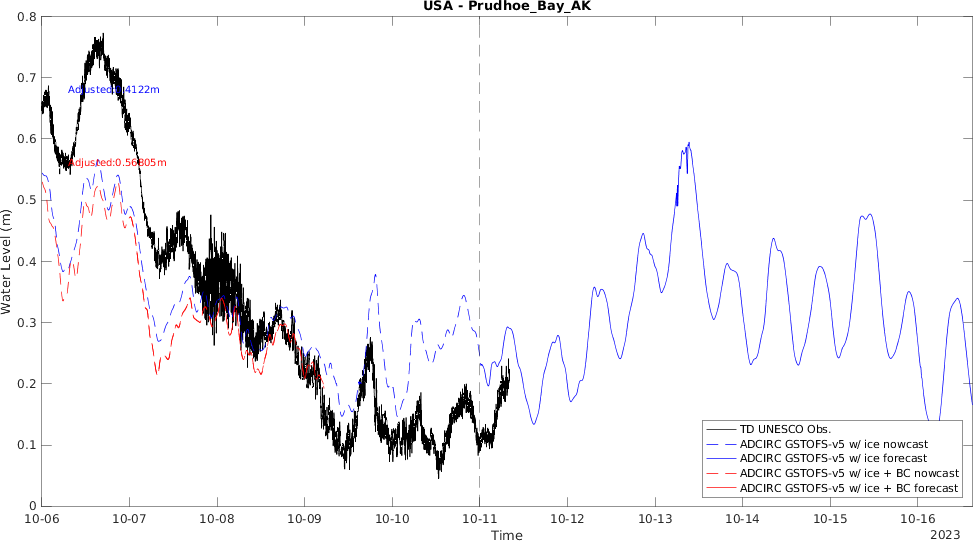 USA - Prudhoe_Bay_AK
0.8
0.7
0.6
0.5
0.4
0.3
0.2
0.1
0
Water Level (m)
Adjusted:0.4122m
Adjusted:0.56805m
TD UNESCO Obs.
ADCIRC GSTOFS-v5 w/ ice nowcast
ADCIRC GSTOFS-v5 w/ ice forecast
ADCIRC GSTOFS-v5 w/ ice + BC nowcast
ADCIRC GSTOFS-v5 w/ ice + BC forecast
10-06 10-07 10-08 10-09 10-10 10-11 10-12 10-13 10-14 10-15 10-16
Time
2023